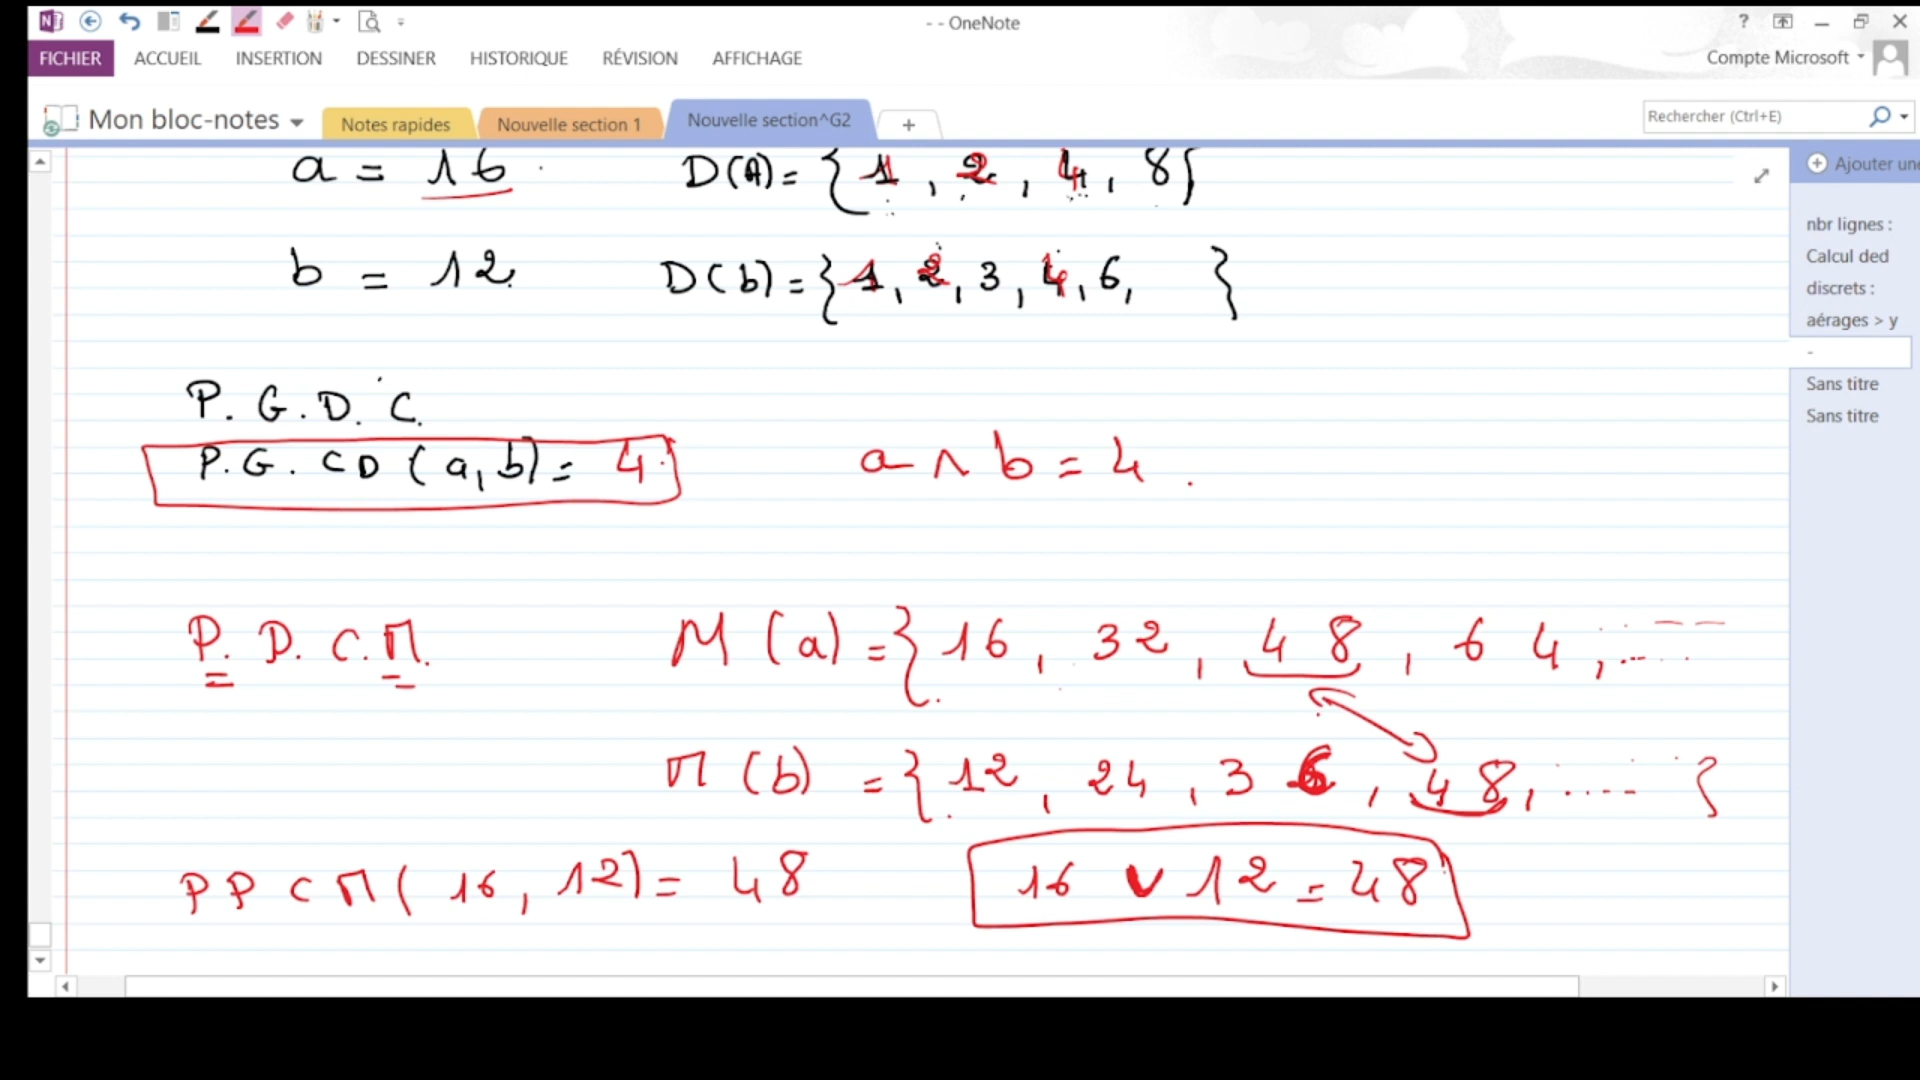 - - OneNote
FICHIER ACCUEIL INSERTION DESSINER HISTORIQUE RÉVISION AFFICHAGE Compte Microsoft
Mon bloc-notes Notes rapides Nouvelle section 1 Nouvelle section^G2 + Rechercher (Ctrl+E)
Ajouter une
nbr lignes :
Calcul ded
discrets :
aérages > y
-
Sans titre
Sans titre
a = 16 D(A) = { 1 , 2 , 4 , 8 }
b = 12 D(b) = { 1, 2, 3, 4, 6, }
P. G. D. C.
P.G. CD (a, b) = 4 a ∧ b = 4
P. D. C. M. M (a) = { 16 , 32 , 48 , 64 , ....
M (b) = { 12 , 24 , 36 , 48 , .... }
PPCM( 16 , 12) = 48 16 ∨ 12 = 48